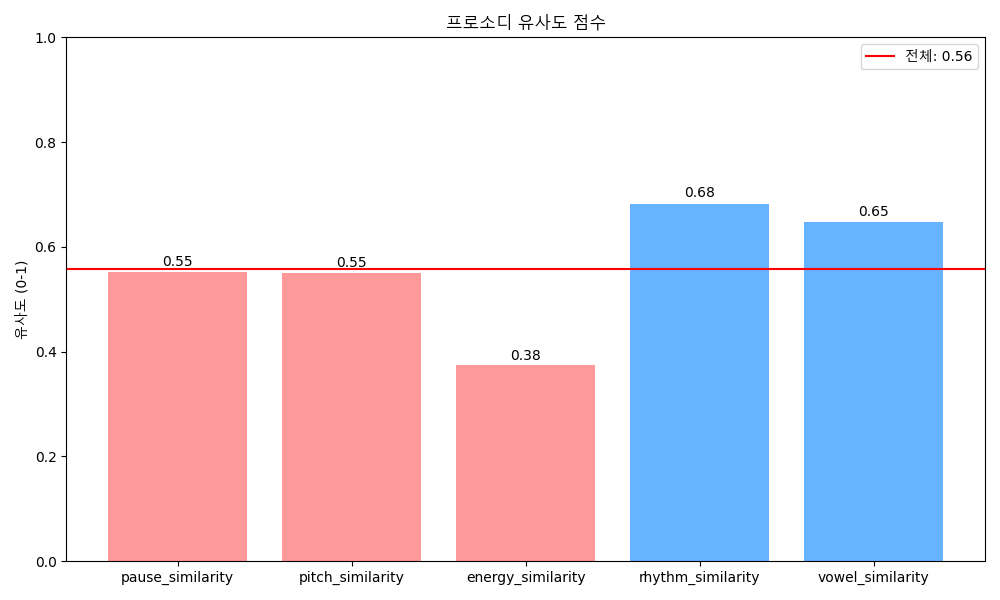 프로소디 유사도 점수
전체: 0.56
유사도 (0-1)
1.0
0.8
0.6
0.4
0.2
0.0
0.55
0.55
0.38
0.68
0.65
pause_similarity
pitch_similarity
energy_similarity
rhythm_similarity
vowel_similarity